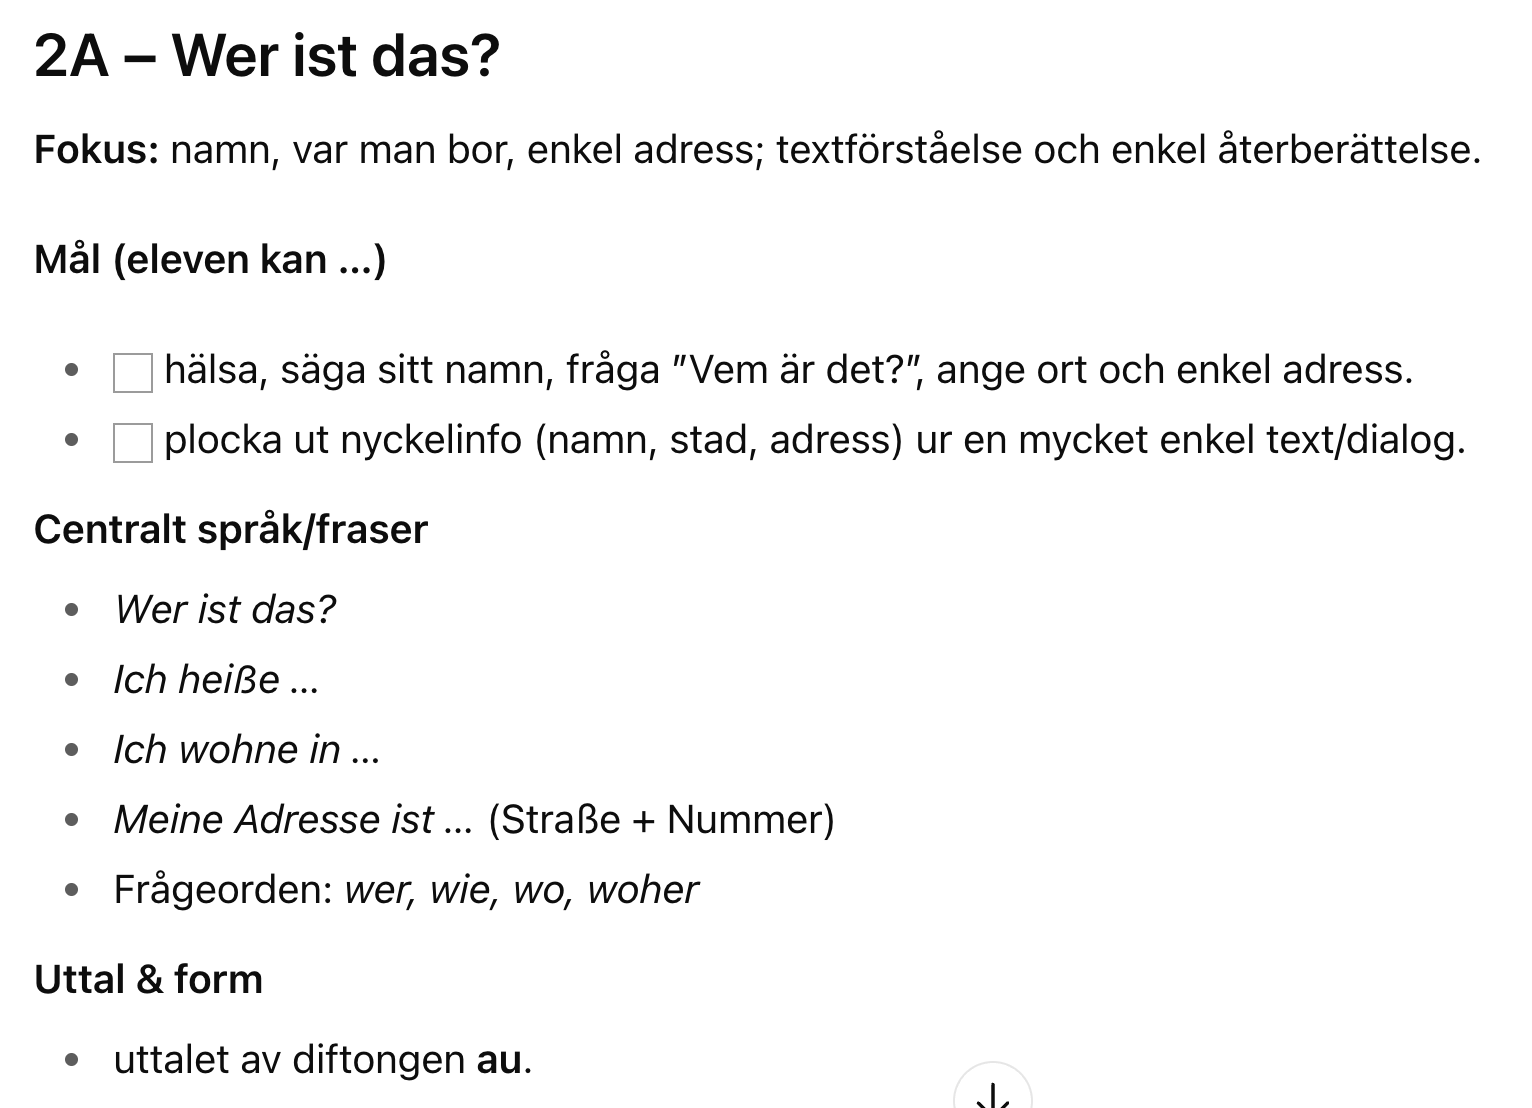 2A – Wer ist das?
Fokus: namn, var man bor, enkel adress; textförståelse och enkel återberättelse.
Mål (eleven kan ...)
hälsa, säga sitt namn, fråga ”Vem är det?”, ange ort och enkel adress.
plocka ut nyckelinfo (namn, stad, adress) ur en mycket enkel text/dialog.
Centralt språk/fraser
Wer ist das?
Ich heiße ...
Ich wohne in ...
Meine Adresse ist ... (Straße + Nummer)
Frågeorden: wer, wie, wo, woher
Uttal & form
uttalet av diftongen au.